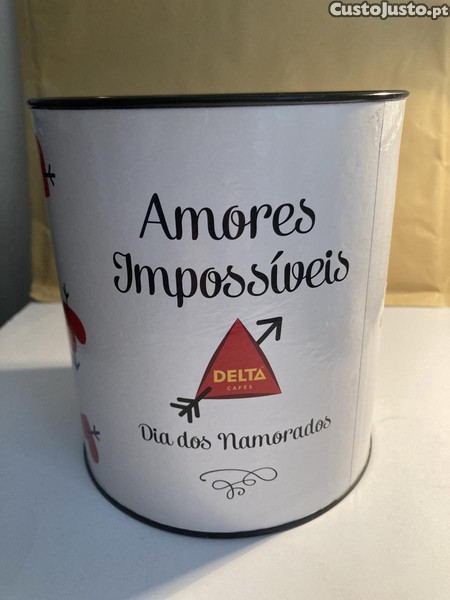 CustoJusto.pt
Amores
Impossíveis
DELTA
CAFÉS
Dia dos Namorados